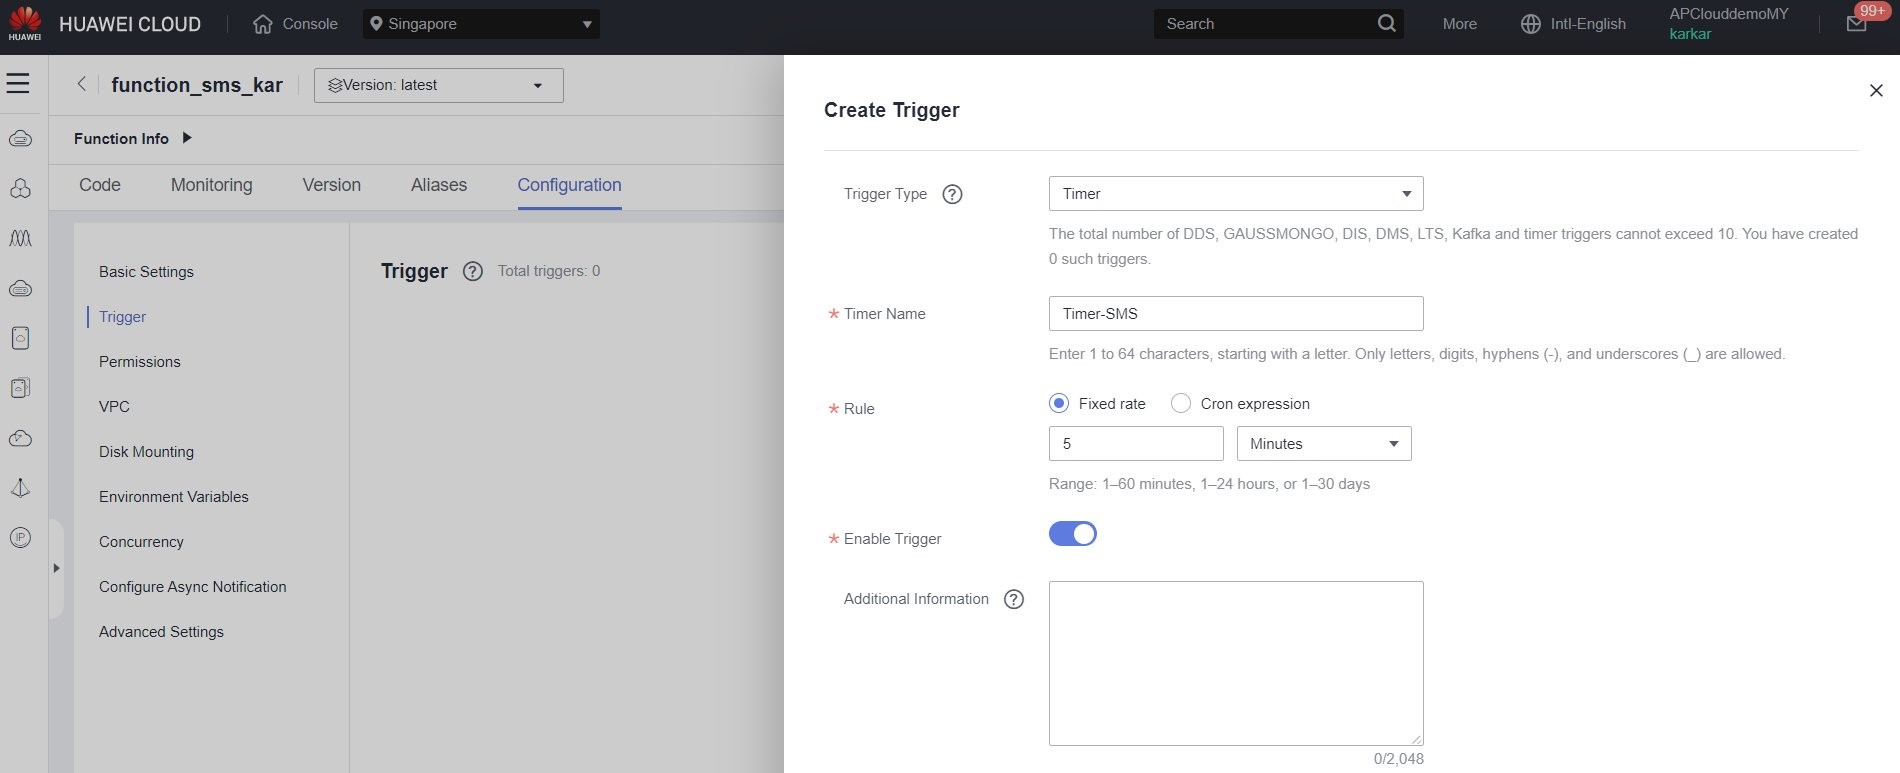 HUAWEI
HUAWEI CLOUD
Console
Singapore
Search
More
Intl-English
APClouddemoMY
karkar
99+
function_sms_kar
Version: latest
Function Info
Code
Monitoring
Version
Aliases
Configuration
Basic Settings
Trigger
Permissions
VPC
Disk Mounting
Environment Variables
Concurrency
Configure Async Notification
Advanced Settings
IP
Trigger ? Total triggers: 0
Create Trigger
Trigger Type ? Timer
The total number of DDS, GAUSSMONGO, DIS, DMS, LTS, Kafka and timer triggers cannot exceed 10. You have created
0 such triggers.
* Timer Name Timer-SMS
Enter 1 to 64 characters, starting with a letter. Only letters, digits, hyphens (-), and underscores (_) are allowed.
* Rule Fixed rate Cron expression
5 Minutes
Range: 1–60 minutes, 1–24 hours, or 1–30 days
* Enable Trigger
Additional Information ?
0/2,048